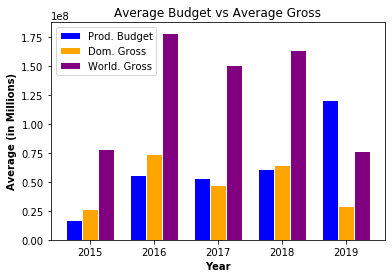 Average Budget vs Average Gross
1e8
Prod. Budget
Dom. Gross
World. Gross
1.75
1.50
1.25
1.00
0.75
0.50
0.25
0.00
Average (in Millions)
2015 2016 2017 2018 2019
Year